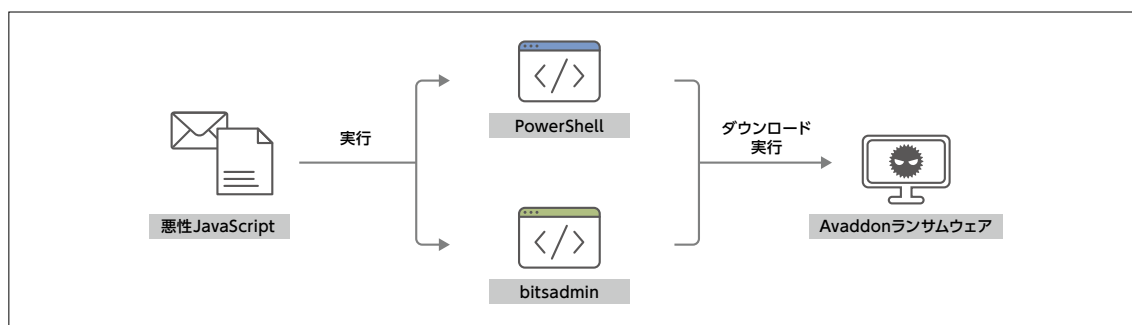 悪性JavaScript
実行
</>
PowerShell
</>
bitsadmin
ダウンロード
実行
Avaddonランサムウェア